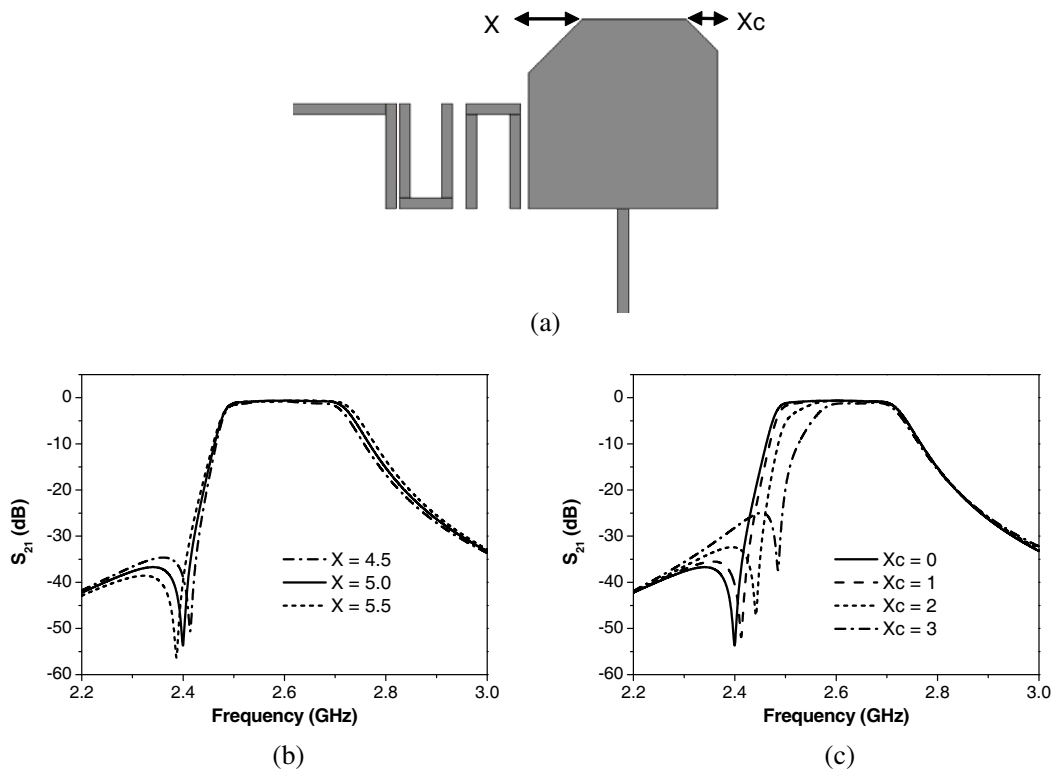 X
Xc
(a)
0
-10
-20
-30
-40
-50
-60
S21 (dB)
X = 4.5
X = 5.0
X = 5.5
2.2
2.4
2.6
2.8
3.0
Frequency (GHz)
(b)
0
-10
-20
-30
-40
-50
-60
S21 (dB)
Xc = 0
Xc = 1
Xc = 2
Xc = 3
2.2
2.4
2.6
2.8
3.0
Frequency (GHz)
(c)